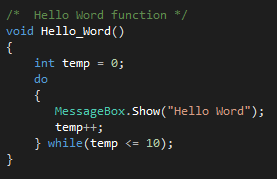 /*  Hello Word function */
void Hello_Word()
{
    int temp = 0;
    do
    {
        MessageBox.Show("Hello Word");
        temp++;
    } while(temp <= 10);
}